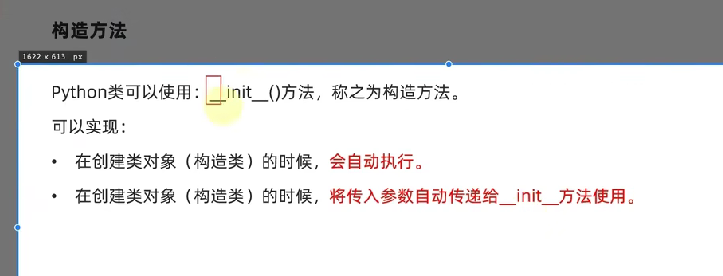 构造方法
1622 x 613 px
Python类可以使用：__init__()方法，称之为构造方法。
可以实现：
• 在创建类对象（构造类）的时候，会自动执行。
• 在创建类对象（构造类）的时候，将传入参数自动传递给__init__方法使用。